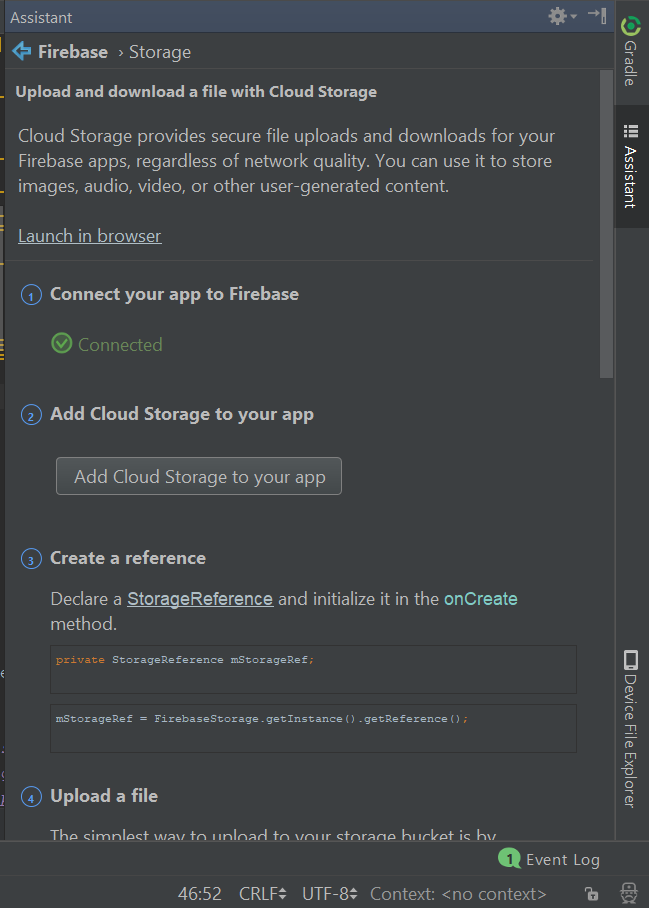 Assistant
Firebase › Storage
Upload and download a file with Cloud Storage
Cloud Storage provides secure file uploads and downloads for your
Firebase apps, regardless of network quality. You can use it to store
images, audio, video, or other user-generated content.
Launch in browser
1 Connect your app to Firebase
Connected
2 Add Cloud Storage to your app
Add Cloud Storage to your app
3 Create a reference
Declare a StorageReference and initialize it in the onCreate
method.
private StorageReference mStorageRef;
mStorageRef = FirebaseStorage.getInstance().getReference();
4 Upload a file
The simplest way to upload to your storage bucket is by
Gradle
Assistant
Device File Explorer
1 Event Log
46:52 CRLF UTF-8 Context: <no context>